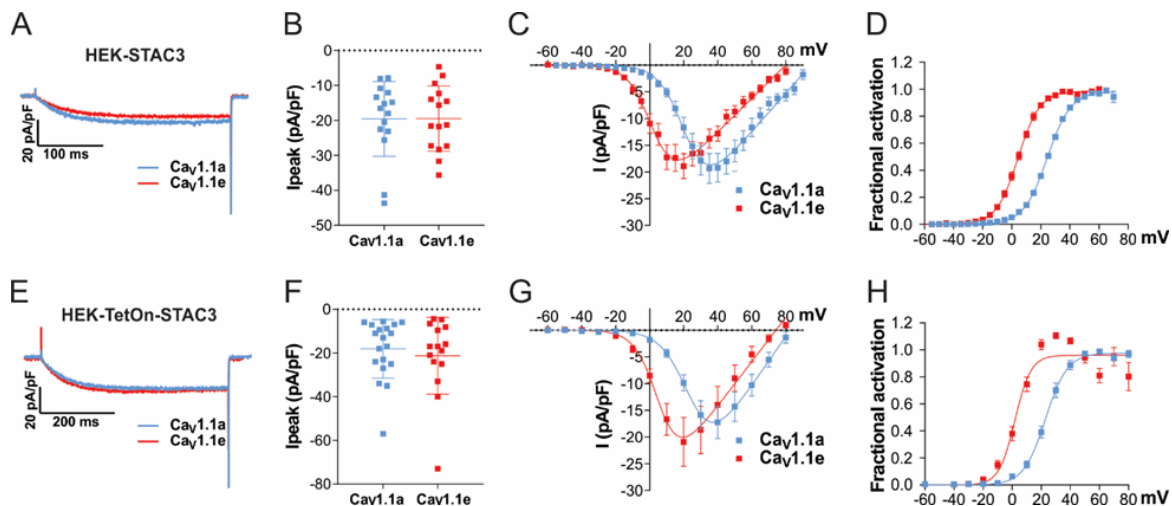 A
HEK-STAC3
20 pA/pF
100 ms
CaV1.1a
CaV1.1e
B
Ipeak (pA/pF)
0
-10
-20
-30
-40
-50
Cav1.1a
Cav1.1e
C
-60 -40 -20 0 20 40 60 80 mV
I (pA/pF)
-5
-10
-15
-20
-25
-30
CaV1.1a
CaV1.1e
D
Fractional activation
1.2
1.0
0.8
0.6
0.4
0.2
0.0
-60 -40 -20 0 20 40 60 80 mV
E
HEK-TetOn-STAC3
20 pA/pF
200 ms
CaV1.1a
CaV1.1e
F
Ipeak (pA/pF)
0
-20
-40
-60
-80
Cav1.1a
Cav1.1e
G
-60 -40 -20 0 20 40 60 80 mV
I (pA/pF)
-5
-10
-15
-20
-25
-30
CaV1.1a
CaV1.1e
H
Fractional activation
1.2
1.0
0.8
0.6
0.4
0.2
0.0
-60 -40 -20 0 20 40 60 80 mV